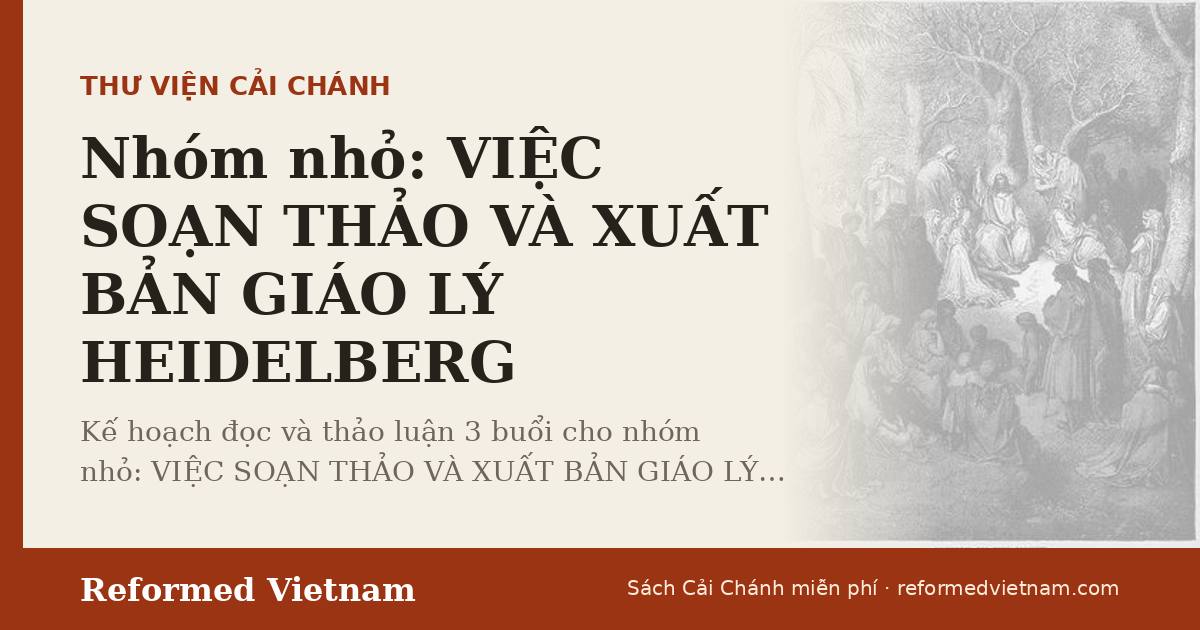 THƯ VIỆN CẢI CHÁNH
Nhóm nhỏ: VIỆC
SOẠN THẢO VÀ XUẤT
BẢN GIÁO LÝ
HEIDELBERG
Kế hoạch đọc và thảo luận 3 buổi cho nhóm
nhỏ: VIỆC SOẠN THẢO VÀ XUẤT BẢN GIÁO LÝ...
Reformed Vietnam
Sách Cải Chánh miễn phí · reformedvietnam.com